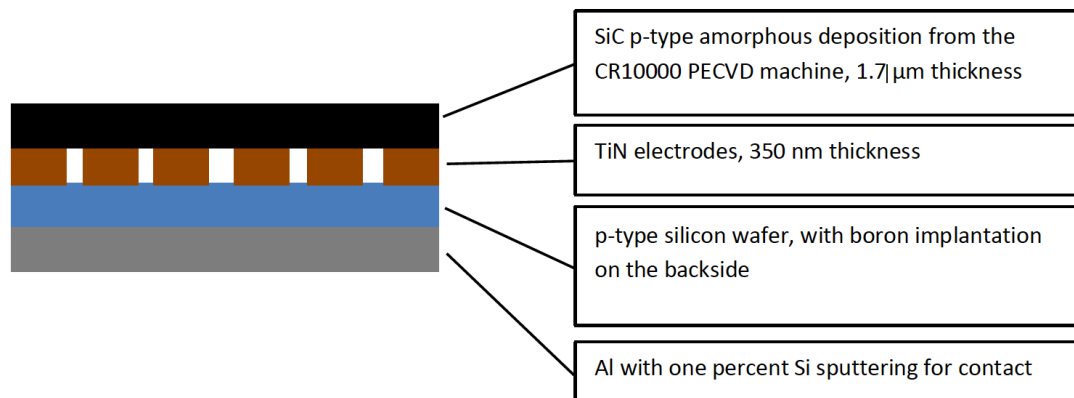 SiC p-type amorphous deposition from the
CR10000 PECVD machine, 1.7 µm thickness
TiN electrodes, 350 nm thickness
p-type silicon wafer, with boron implantation
on the backside
Al with one percent Si sputtering for contact